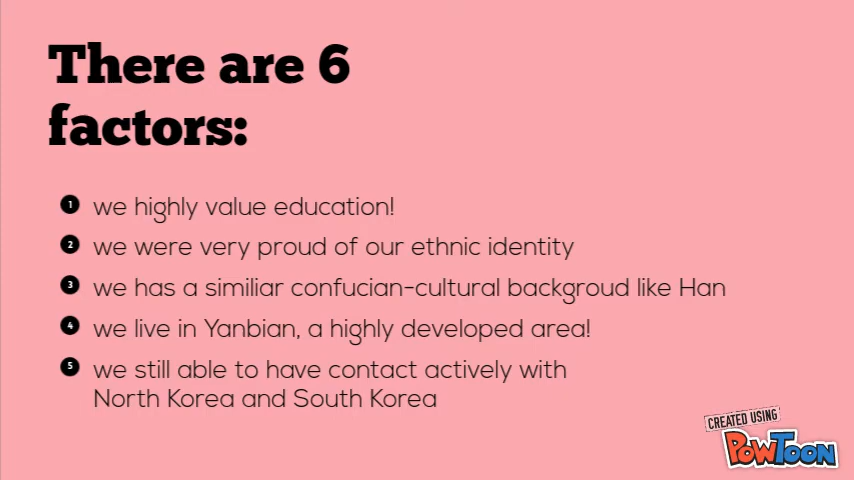 There are 6
factors:
1 we highly value education!
2 we were very proud of our ethnic identity
3 we has a similiar confucian-cultural backgroud like Han
4 we live in Yanbian, a highly developed area!
5 we still able to have contact actively with
North Korea and South Korea
CREATED USING
POWTOON